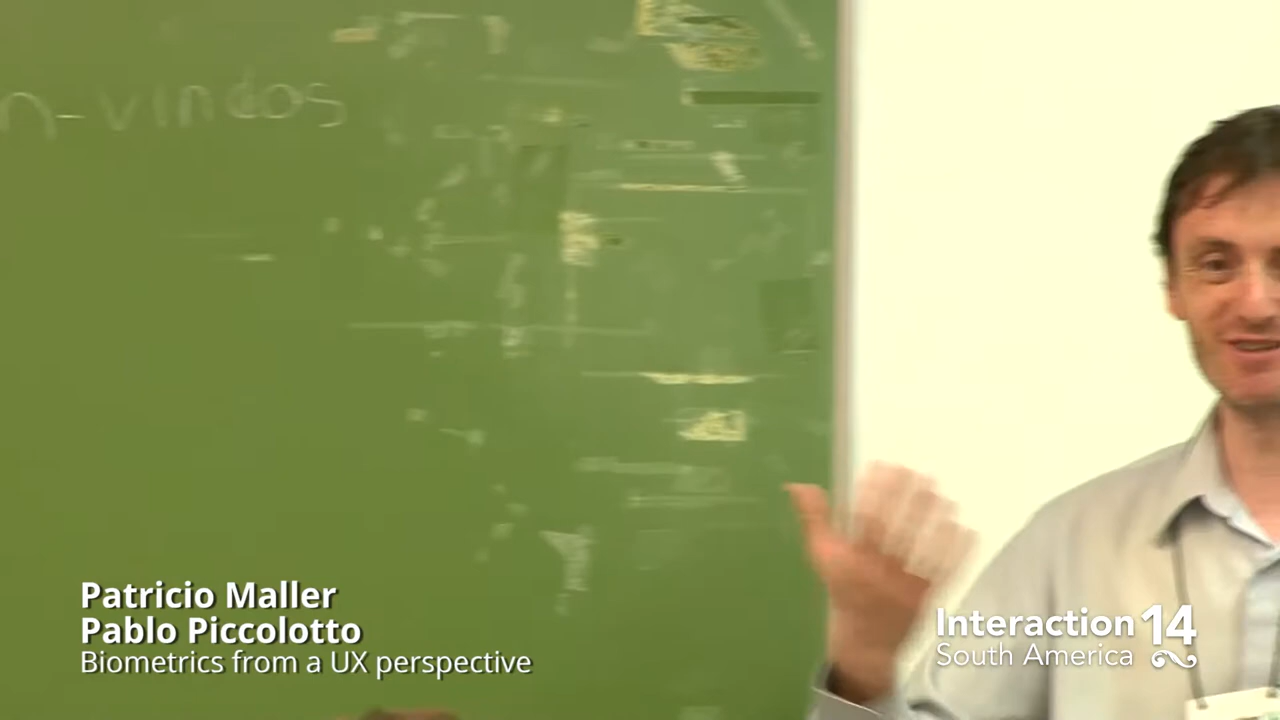 n-vindos
Patricio Maller
Pablo Piccolotto
Biometrics from a UX perspective
Interaction 14
South America